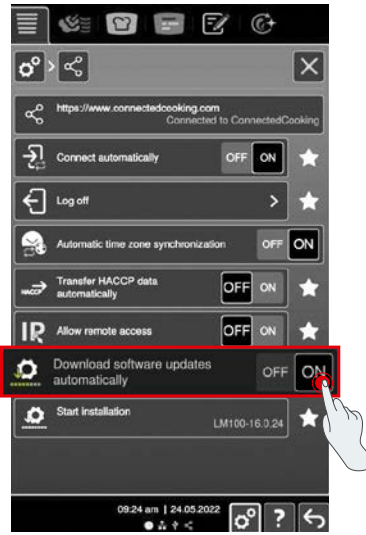 https://www.connectedcooking.com
Connected to ConnectedCooking
Connect automatically OFF ON
Log off
Automatic time zone synchronization OFF ON
HACCP
Transfer HACCP data
automatically OFF ON
IR Allow remote access OFF ON
Download software updates
automatically OFF ON
Start installation
LM100-16.0.24
09:24 am | 24.05.2022
?